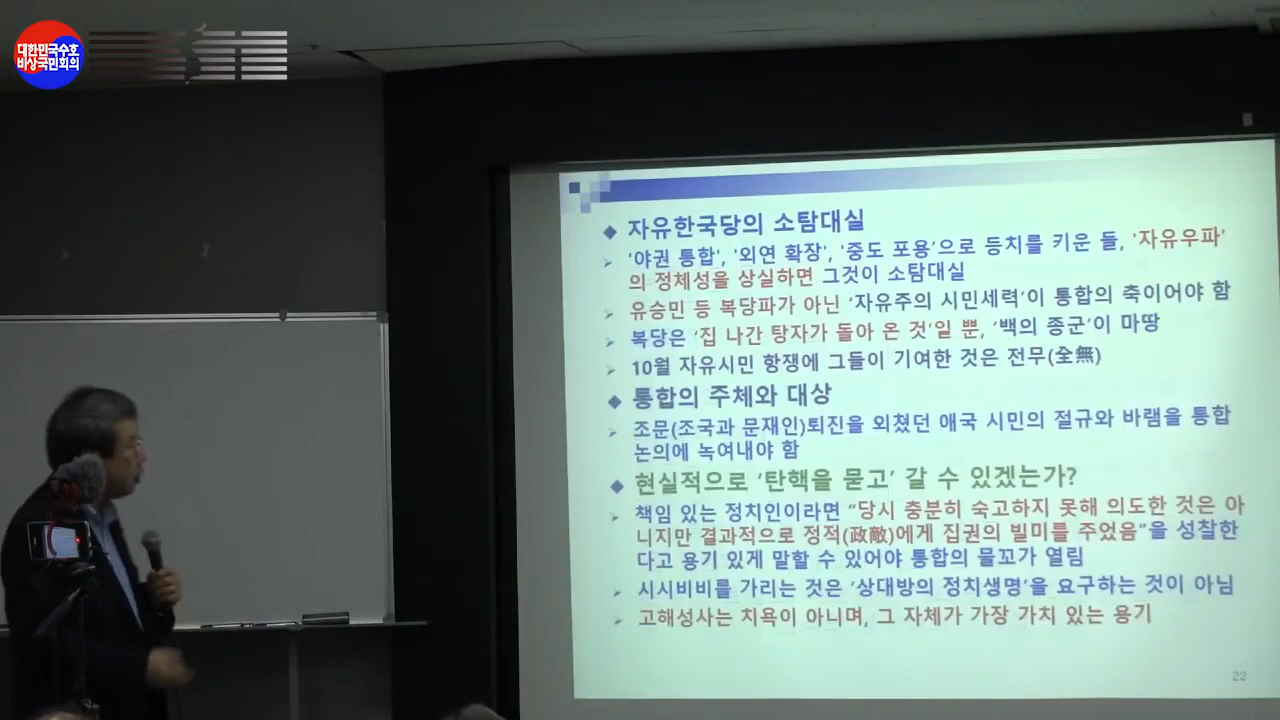 대한민국수호
비상국민회의
◆ 자유한국당의 소탐대실
➢ '야권 통합', '외연 확장', '중도 포용'으로 등치를 키운 들, '자유우파'
의 정체성을 상실하면 그것이 소탐대실
➢ 유승민 등 복당파가 아닌 '자유주의 시민세력'이 통합의 축이어야 함
➢ 복당은 '집 나간 탕자가 돌아 온 것'일 뿐, '백의 종군'이 마땅
➢ 10월 자유시민 항쟁에 그들이 기여한 것은 전무(全無)
◆ 통합의 주체와 대상
➢ 조문(조국과 문재인)퇴진을 외쳤던 애국 시민의 절규와 바램을 통합
논의에 녹여내야 함
◆ 현실적으로 '탄핵을 묻고' 갈 수 있겠는가?
➢ 책임 있는 정치인이라면 "당시 충분히 숙고하지 못해 의도한 것은 아
니지만 결과적으로 정적(政敵)에게 집권의 빌미를 주었음"을 성찰한
다고 용기 있게 말할 수 있어야 통합의 물꼬가 열림
➢ 시시비비를 가리는 것은 '상대방의 정치생명'을 요구하는 것이 아님
➢ 고해성사는 치욕이 아니며, 그 자체가 가장 가치 있는 용기
23